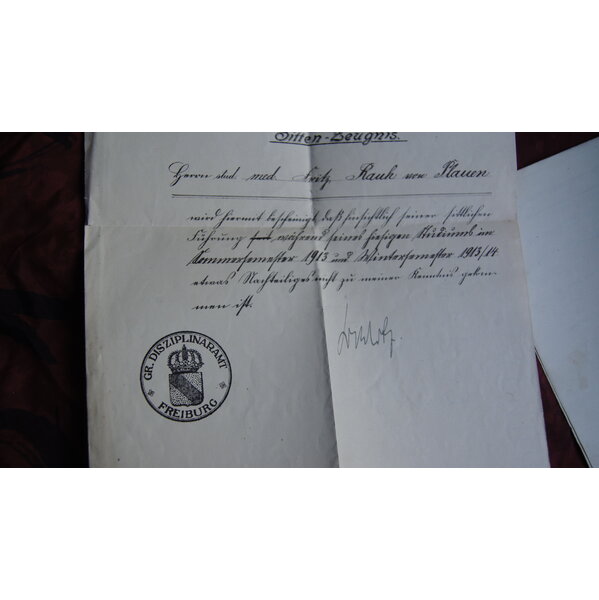 Sitten-Zeugnis.
Herrn stud. med. Fritz Rauh von Plauen
wird hiermit bescheinigt, daß hinsichtlich seiner sittlichen
Führung während seines hiesigen Studiums im
Sommersemester 1913 und Wintersemester 1913/14
etwas Nachteiliges nicht zu meiner Kenntnis gekom-
men ist.
GR. DISZIPLINARAMT
FREIBURG